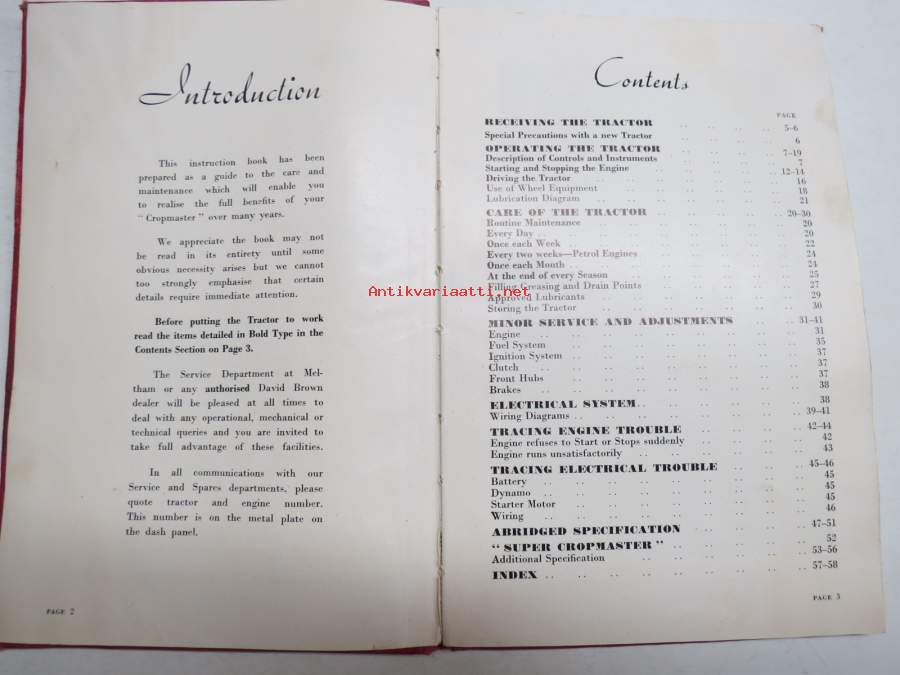 Introduction
This instruction book has been
prepared as a guide to the care and
maintenance which will enable you
to realise the full benefits of your
" Cropmaster " over many years.
We appreciate the book may not
be read in its entirety until some
obvious necessity arises but we cannot
too strongly emphasise that certain
details require immediate attention.
Before putting the Tractor to work
read the items detailed in Bold Type in the
Contents Section on Page 3.
The Service Department at Mel-
tham or any authorised David Brown
dealer will be pleased at all times to
deal with any operational, mechanical or
technical queries and you are invited to
take full advantage of these facilities.
In all communications with our
Service and Spares departments, please
quote tractor and engine number.
This number is on the metal plate on
the dash panel.
PAGE 2
Contents
PAGE
RECEIVING THE TRACTOR .. .. .. .. 5–6
Special Precautions with a new Tractor .. .. .. .. 6
OPERATING THE TRACTOR .. .. .. .. 7–19
Description of Controls and Instruments .. .. .. .. 7
Starting and Stopping the Engine .. .. .. .. 12–14
Driving the Tractor .. .. .. .. 16
Use of Wheel Equipment .. .. .. .. 18
Lubrication Diagram .. .. .. .. 21
CARE OF THE TRACTOR .. .. .. .. 20–30
Routine Maintenance .. .. .. .. 20
Every Day .. .. .. .. 20
Once each Week .. .. .. .. 22
Every two weeks—Petrol Engines .. .. .. .. 24
Once each Month .. .. .. .. 24
At the end of every Season .. .. .. .. 25
Filling Greasing and Drain Points .. .. .. .. 27
Approved Lubricants .. .. .. .. 29
Storing the Tractor .. .. .. .. 30
MINOR SERVICE AND ADJUSTMENTS .. .. 31–41
Engine .. .. .. .. 31
Fuel System .. .. .. .. 35
Ignition System .. .. .. .. 37
Clutch .. .. .. .. 37
Front Hubs .. .. .. .. 37
Brakes .. .. .. .. 38
ELECTRICAL SYSTEM .. .. .. .. 38
Wiring Diagrams .. .. .. .. 39–41
TRACING ENGINE TROUBLE .. .. .. .. 42–44
Engine refuses to Start or Stops suddenly .. .. .. .. 42
Engine runs unsatisfactorily .. .. .. .. 43
TRACING ELECTRICAL TROUBLE .. .. .. 45–46
Battery .. .. .. .. 45
Dynamo .. .. .. .. 45
Starter Motor .. .. .. .. 45
Wiring .. .. .. .. 46
ABRIDGED SPECIFICATION .. .. .. .. 47–51
" SUPER CROPMASTER " .. .. .. .. 52
Additional Specification .. .. .. .. 53–56
INDEX .. .. .. .. 57–58
PAGE 3
Antikvariaatti.net